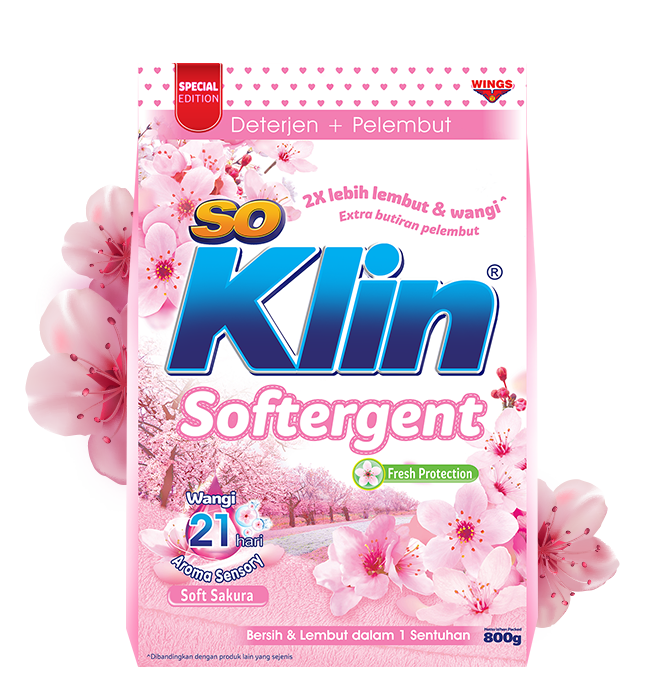 SPECIAL
EDITION
WINGS
Deterjen + Pelembut
2X lebih lembut & wangi^
Extra butiran pelembut
SO
Klin®
Softergent
Fresh Protection
Wangi
21 hari
Aroma Sensory
Soft Sakura
Bersih & Lembut dalam 1 Sentuhan
800g
^Dibandingkan dengan produk lain yang sejenis